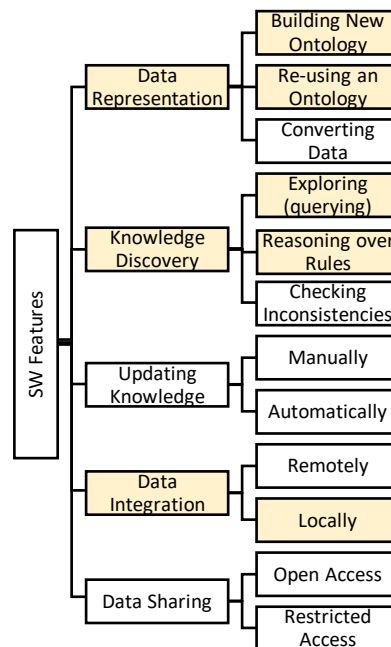 SW Features
Data
Representation
Building New
Ontology
Re-using an
Ontology
Converting
Data
Knowledge
Discovery
Exploring
(querying)
Reasoning over
Rules
Checking
Inconsistencies
Updating
Knowledge
Manually
Automatically
Data
Integration
Remotely
Locally
Data Sharing
Open Access
Restricted
Access